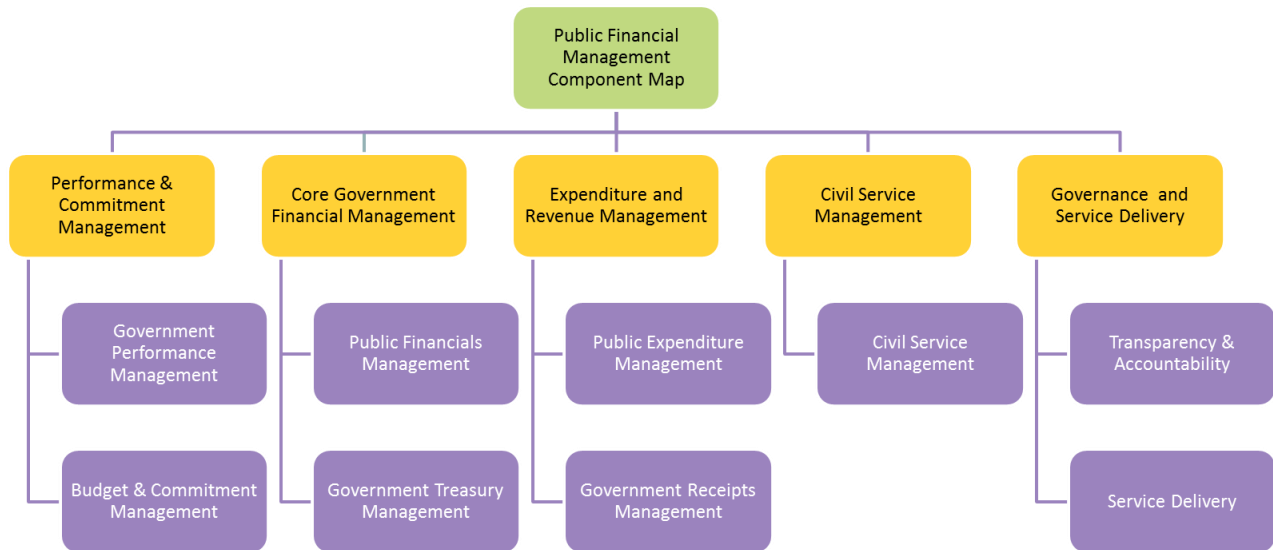 Public Financial
Management
Component Map
Performance &
Commitment
Management
Core Government
Financial Management
Expenditure and
Revenue Management
Civil Service
Management
Governance and
Service Delivery
Government
Performance
Management
Public Financials
Management
Public Expenditure
Management
Civil Service
Management
Transparency &
Accountability
Budget & Commitment
Management
Government Treasury
Management
Government Receipts
Management
Service Delivery